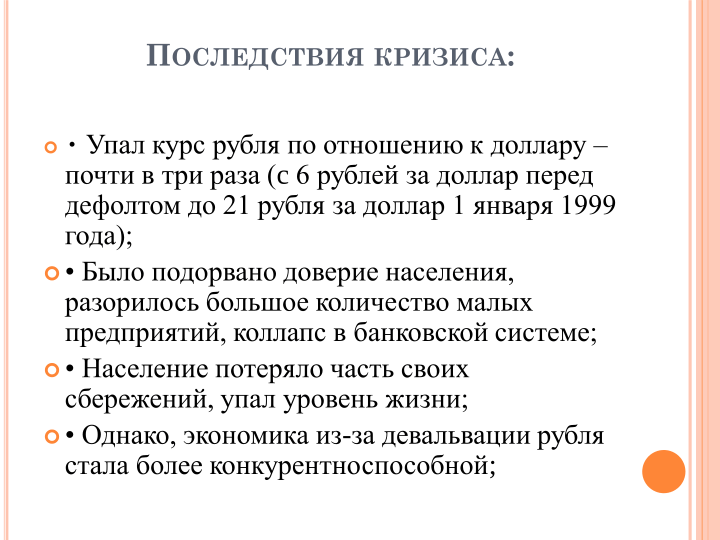 Последствия кризиса:
• Упал курс рубля по отношению к доллару –
почти в три раза (с 6 рублей за доллар перед
дефолтом до 21 рубля за доллар 1 января 1999
года);
• Было подорвано доверие населения,
разорилось большое количество малых
предприятий, коллапс в банковской системе;
• Население потеряло часть своих
сбережений, упал уровень жизни;
• Однако, экономика из-за девальвации рубля
стала более конкурентноспособной;